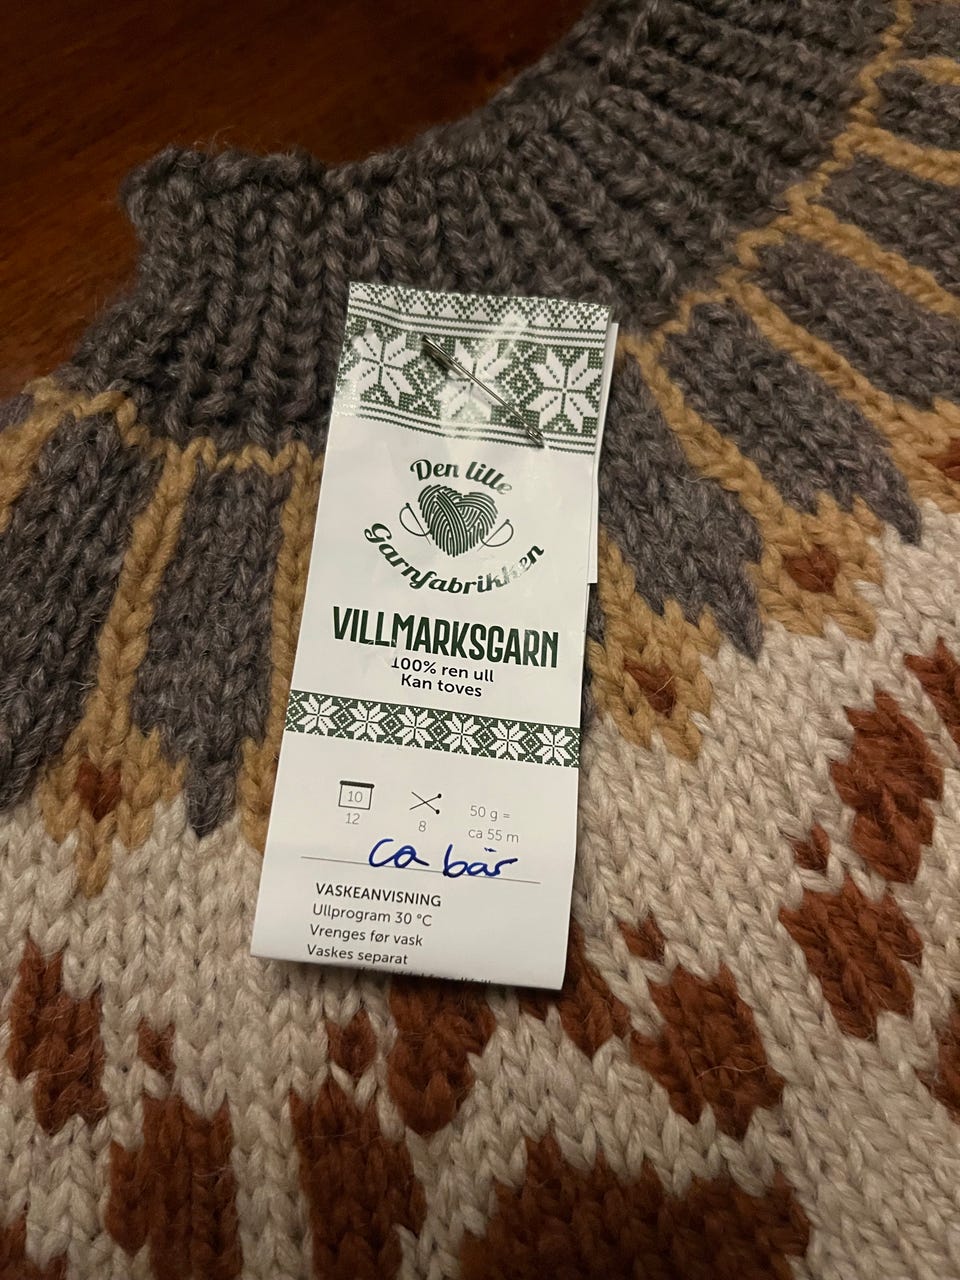 Den lille
Garnfabrikken
VILLMARKSGARN
100% ren ull
Kan toves
10
12
8
50 g =
ca 55 m
ca bär
VASKEANVISNING
Ullprogram 30 °C
Vrenges før vask
Vaskes separat